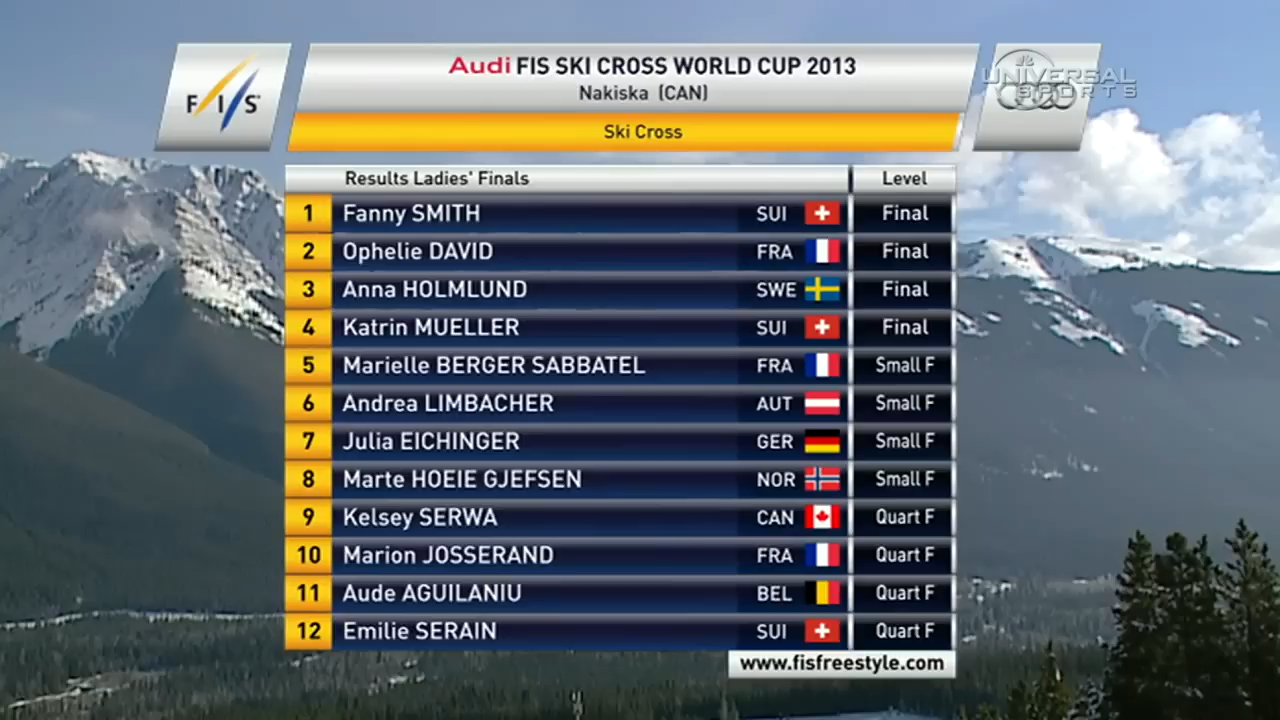 FIS
Audi FIS SKI CROSS WORLD CUP 2013
Nakiska (CAN)
Ski Cross
UNIVERSAL
SPORTS
Results Ladies' Finals Level
1 Fanny SMITH SUI Final
2 Ophelie DAVID FRA Final
3 Anna HOLMLUND SWE Final
4 Katrin MUELLER SUI Final
5 Marielle BERGER SABBATEL FRA Small F
6 Andrea LIMBACHER AUT Small F
7 Julia EICHINGER GER Small F
8 Marte HOEIE GJEFSEN NOR Small F
9 Kelsey SERWA CAN Quart F
10 Marion JOSSERAND FRA Quart F
11 Aude AGUILANIU BEL Quart F
12 Emilie SERAIN SUI Quart F
www.fisfreestyle.com